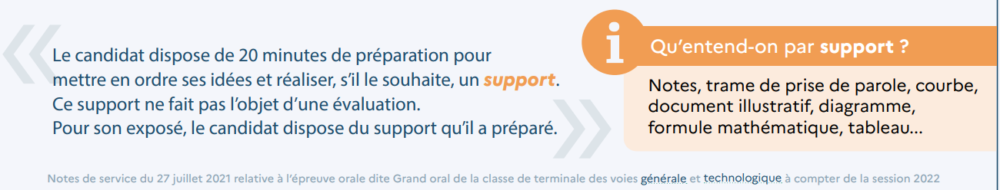 Le candidat dispose de 20 minutes de préparation pour
mettre en ordre ses idées et réaliser, s’il le souhaite, un support.
Ce support ne fait pas l’objet d’une évaluation.
Pour son exposé, le candidat dispose du support qu’il a préparé.
i
Qu’entend-on par support ?
Notes, trame de prise de parole, courbe,
document illustratif, diagramme,
formule mathématique, tableau...
Notes de service du 27 juillet 2021 relative à l’épreuve orale dite Grand oral de la classe de terminale des voies générale et technologique à compter de la session 2022